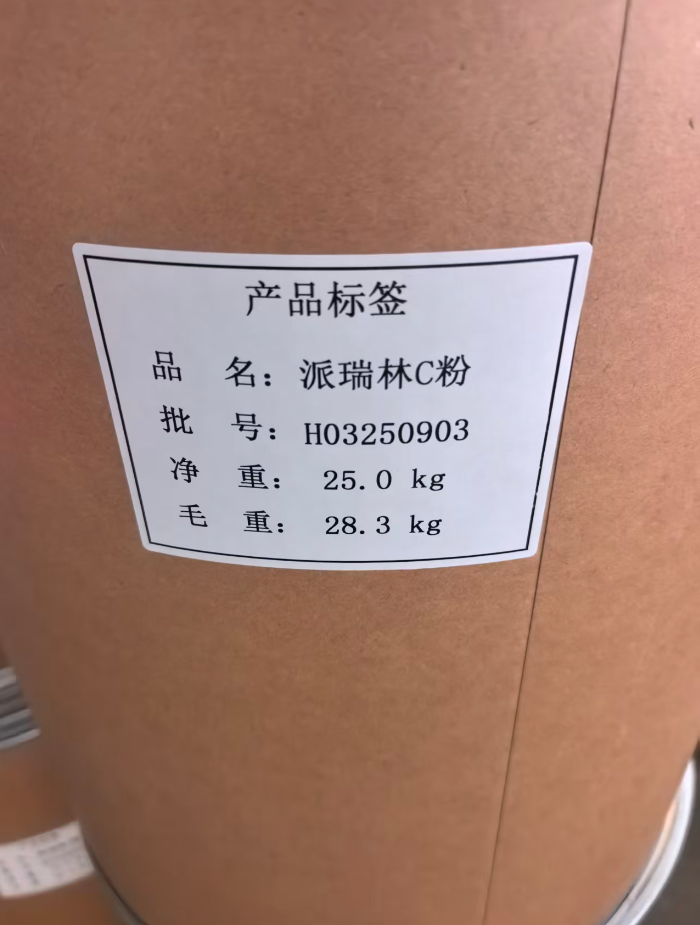 产品标签
品 名：派瑞林C粉
批 号：H03250903
净 重：25.0 kg
毛 重：28.3 kg